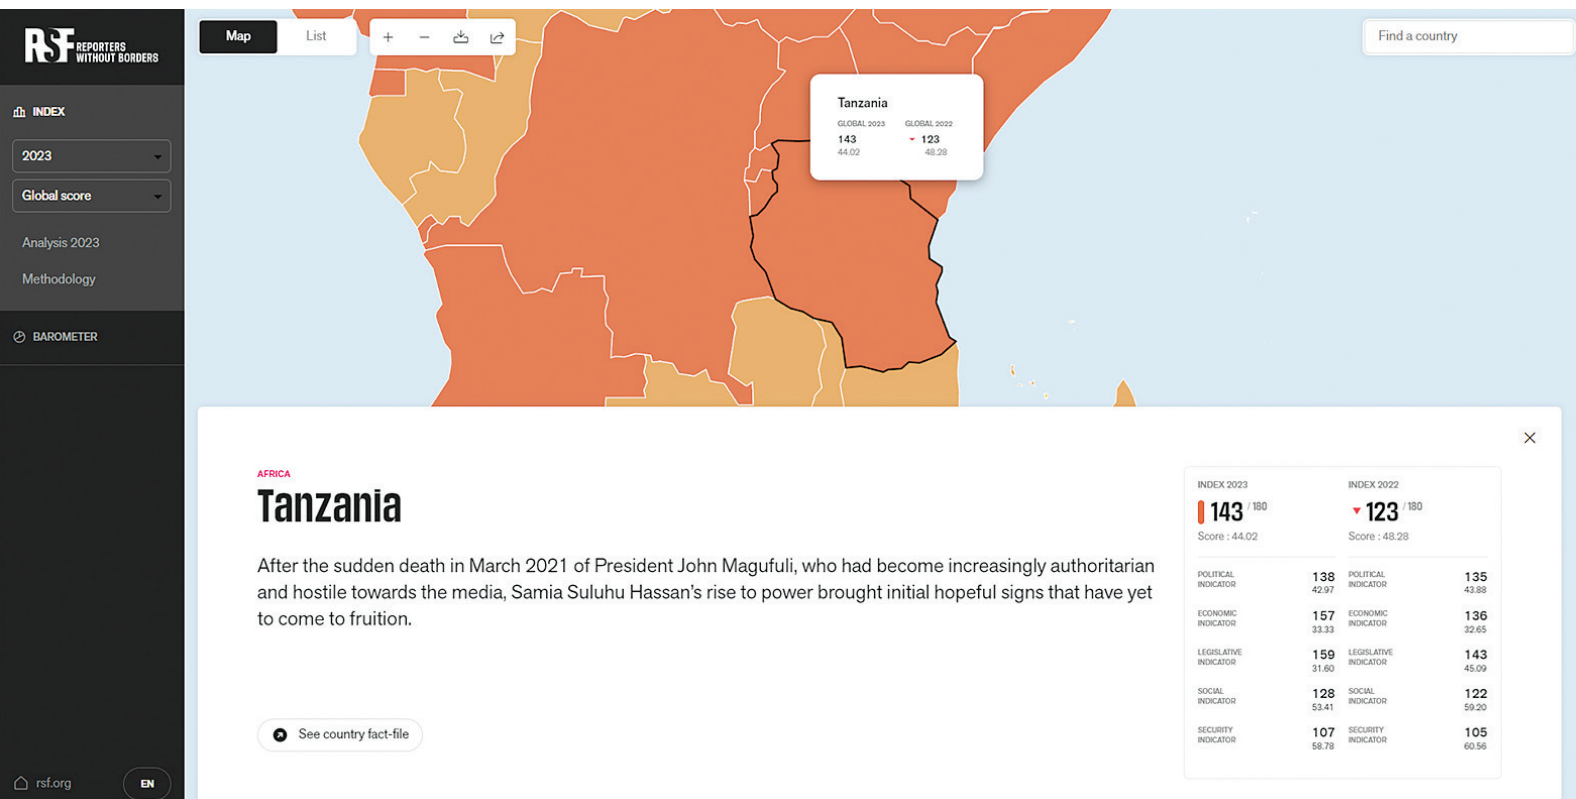 RSF REPORTERS
WITHOUT BORDERS
INDEX
2023
Global score
Analysis 2023
Methodology
BAROMETER
rsf.org
EN
Map
List
Find a country
Tanzania
GLOBAL 2023 GLOBAL 2022
143 123
44.02 48.28
AFRICA
Tanzania
After the sudden death in March 2021 of President John Magufuli, who had become increasingly authoritarian
and hostile towards the media, Samia Suluhu Hassan's rise to power brought initial hopeful signs that have yet
to come to fruition.
See country fact-file
INDEX 2023
143 / 180
Score : 44.02
POLITICAL
INDICATOR
138
42.97
ECONOMIC
INDICATOR
157
33.33
LEGISLATIVE
INDICATOR
159
31.60
SOCIAL
INDICATOR
128
53.41
SECURITY
INDICATOR
107
58.78
INDEX 2022
123 / 180
Score : 48.28
POLITICAL
INDICATOR
135
43.88
ECONOMIC
INDICATOR
136
32.65
LEGISLATIVE
INDICATOR
143
45.09
SOCIAL
INDICATOR
122
59.20
SECURITY
INDICATOR
105
60.56